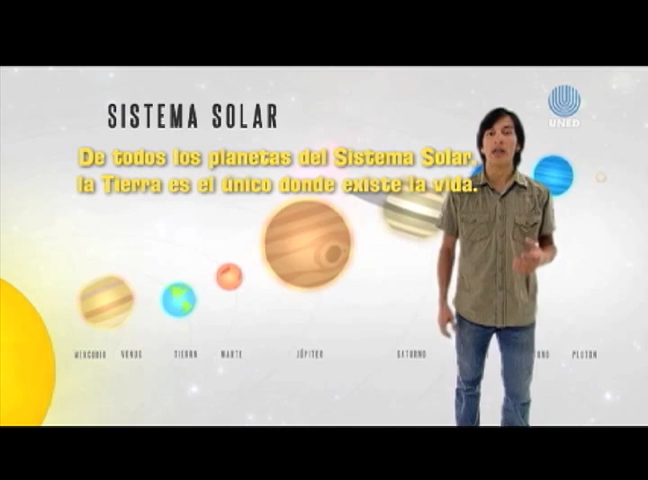 SISTEMA SOLAR
UNED
De todos los planetas del Sistema Solar,
la Tierra es el único donde existe la vida.
MERCURIO VENUS TIERRA MARTE JÚPITER SATURNO PLUTON